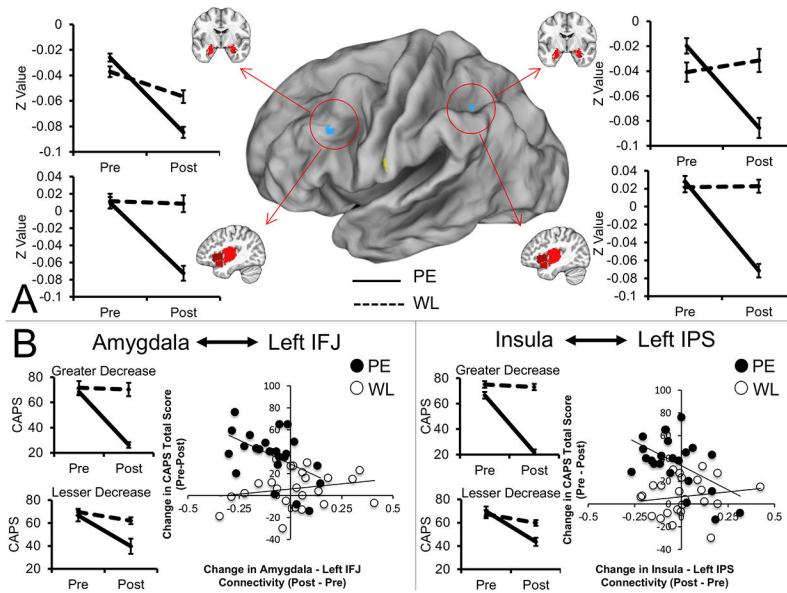 A
Z Value
0
-0.02
-0.04
-0.06
-0.08
-0.1
Pre Post
Z Value
0.04
0.02
0
-0.02
-0.04
-0.06
-0.08
-0.1
Pre Post
PE
WL
Z Value
0
-0.02
-0.04
-0.06
-0.08
-0.1
Pre Post
Z Value
0.04
0.02
0
-0.02
-0.04
-0.06
-0.08
-0.1
Pre Post
B
Amygdala Left IFJ
Greater Decrease
CAPS
80
60
40
20
Pre Post
Lesser Decrease
CAPS
80
60
40
20
Pre Post
PE
WL
Change in CAPS Total Score
(Pre-Post)
100
80
60
40
20
0
-20
-40
-0.5 -0.25 0 0.25 0.5
Change in Amygdala - Left IFJ
Connectivity (Post - Pre)
Insula Left IPS
Greater Decrease
CAPS
80
60
40
20
Pre Post
Lesser Decrease
CAPS
80
60
40
20
Pre Post
PE
WL
Change in CAPS Total Score
(Pre - Post)
100
80
60
40
20
0
-20
-40
-0.5 -0.25 0 0.25 0.5
Change in Insula - Left IPS
Connectivity (Post - Pre)